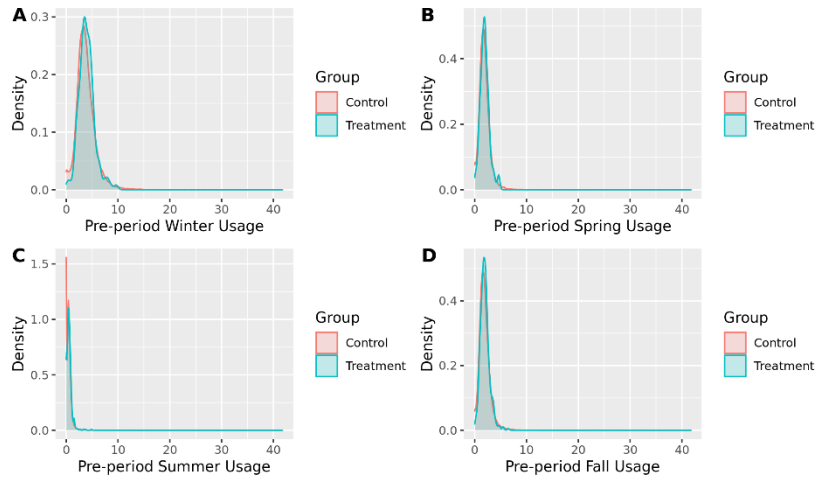 A
Density
0.3
0.2
0.1
0.0
0 10 20 30 40
Pre-period Winter Usage
Group
Control
Treatment
B
Density
0.4
0.2
0.0
0 10 20 30 40
Pre-period Spring Usage
Group
Control
Treatment
C
Density
1.5
1.0
0.5
0.0
0 10 20 30 40
Pre-period Summer Usage
Group
Control
Treatment
D
Density
0.4
0.2
0.0
0 10 20 30 40
Pre-period Fall Usage
Group
Control
Treatment